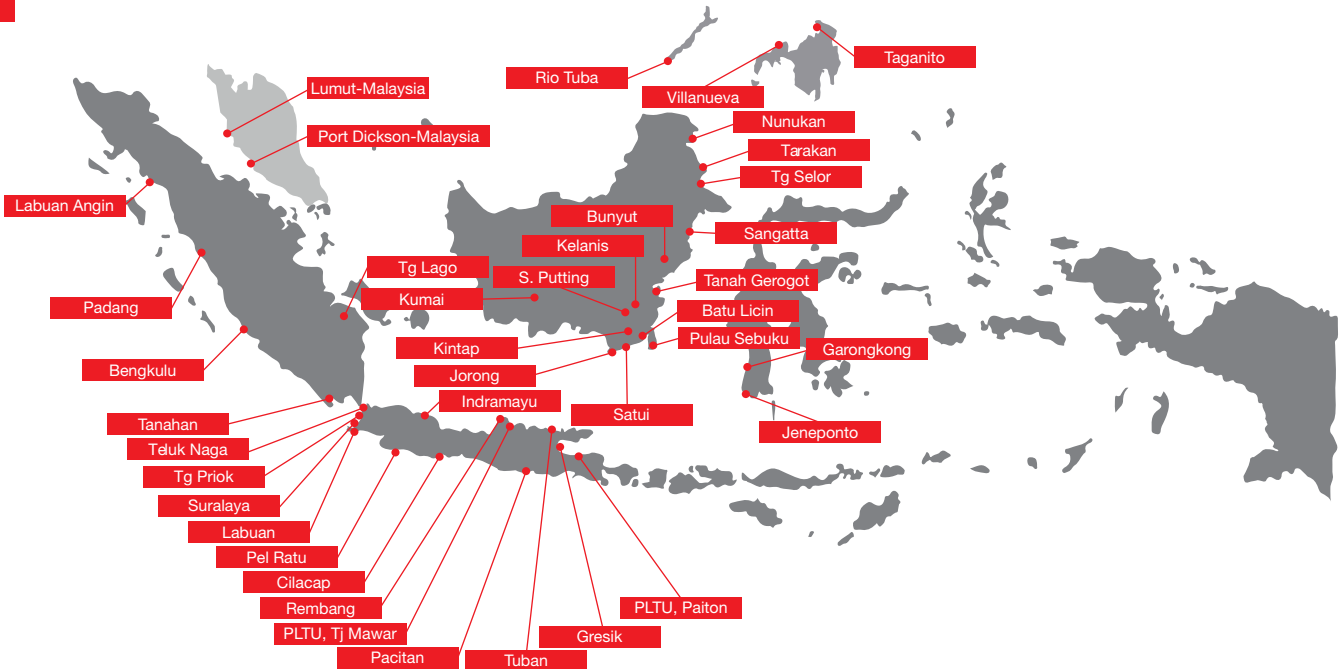 Taganito
Rio Tuba
Lumut-Malaysia
Villanueva
Nunukan
Port Dickson-Malaysia
Tarakan
Tg Selor
Labuan Angin
Bunyut
Sangatta
Kelanis
Tg Lago
S. Putting
Tanah Gerogot
Kumai
Padang
Batu Licin
Pulau Sebuku
Kintap
Garongkong
Bengkulu
Jorong
Indramayu
Satui
Tanahan
Jeneponto
Teluk Naga
Tg Priok
Suralaya
Labuan
Pel Ratu
Cilacap
Rembang
PLTU, Paiton
PLTU, Tj Mawar
Gresik
Pacitan
Tuban